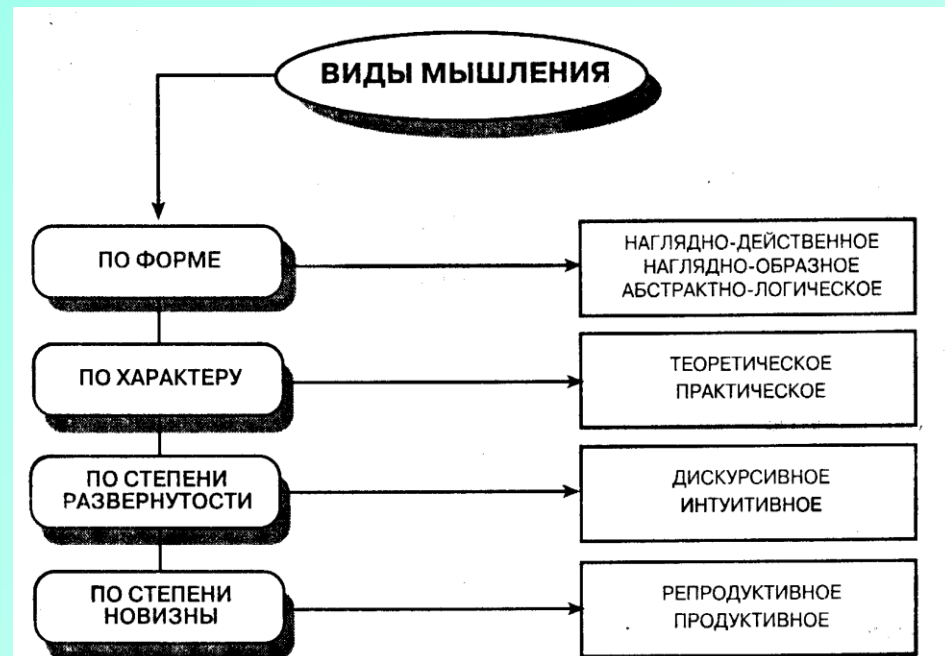 ВИДЫ МЫШЛЕНИЯ
ПО ФОРМЕ
НАГЛЯДНО-ДЕЙСТВЕННОЕ
НАГЛЯДНО-ОБРАЗНОЕ
АБСТРАКТНО-ЛОГИЧЕСКОЕ
ПО ХАРАКТЕРУ
ТЕОРЕТИЧЕСКОЕ
ПРАКТИЧЕСКОЕ
ПО СТЕПЕНИ
РАЗВЕРНУТОСТИ
ДИСКУРСИВНОЕ
ИНТУИТИВНОЕ
ПО СТЕПЕНИ
НОВИЗНЫ
РЕПРОДУКТИВНОЕ
ПРОДУКТИВНОЕ